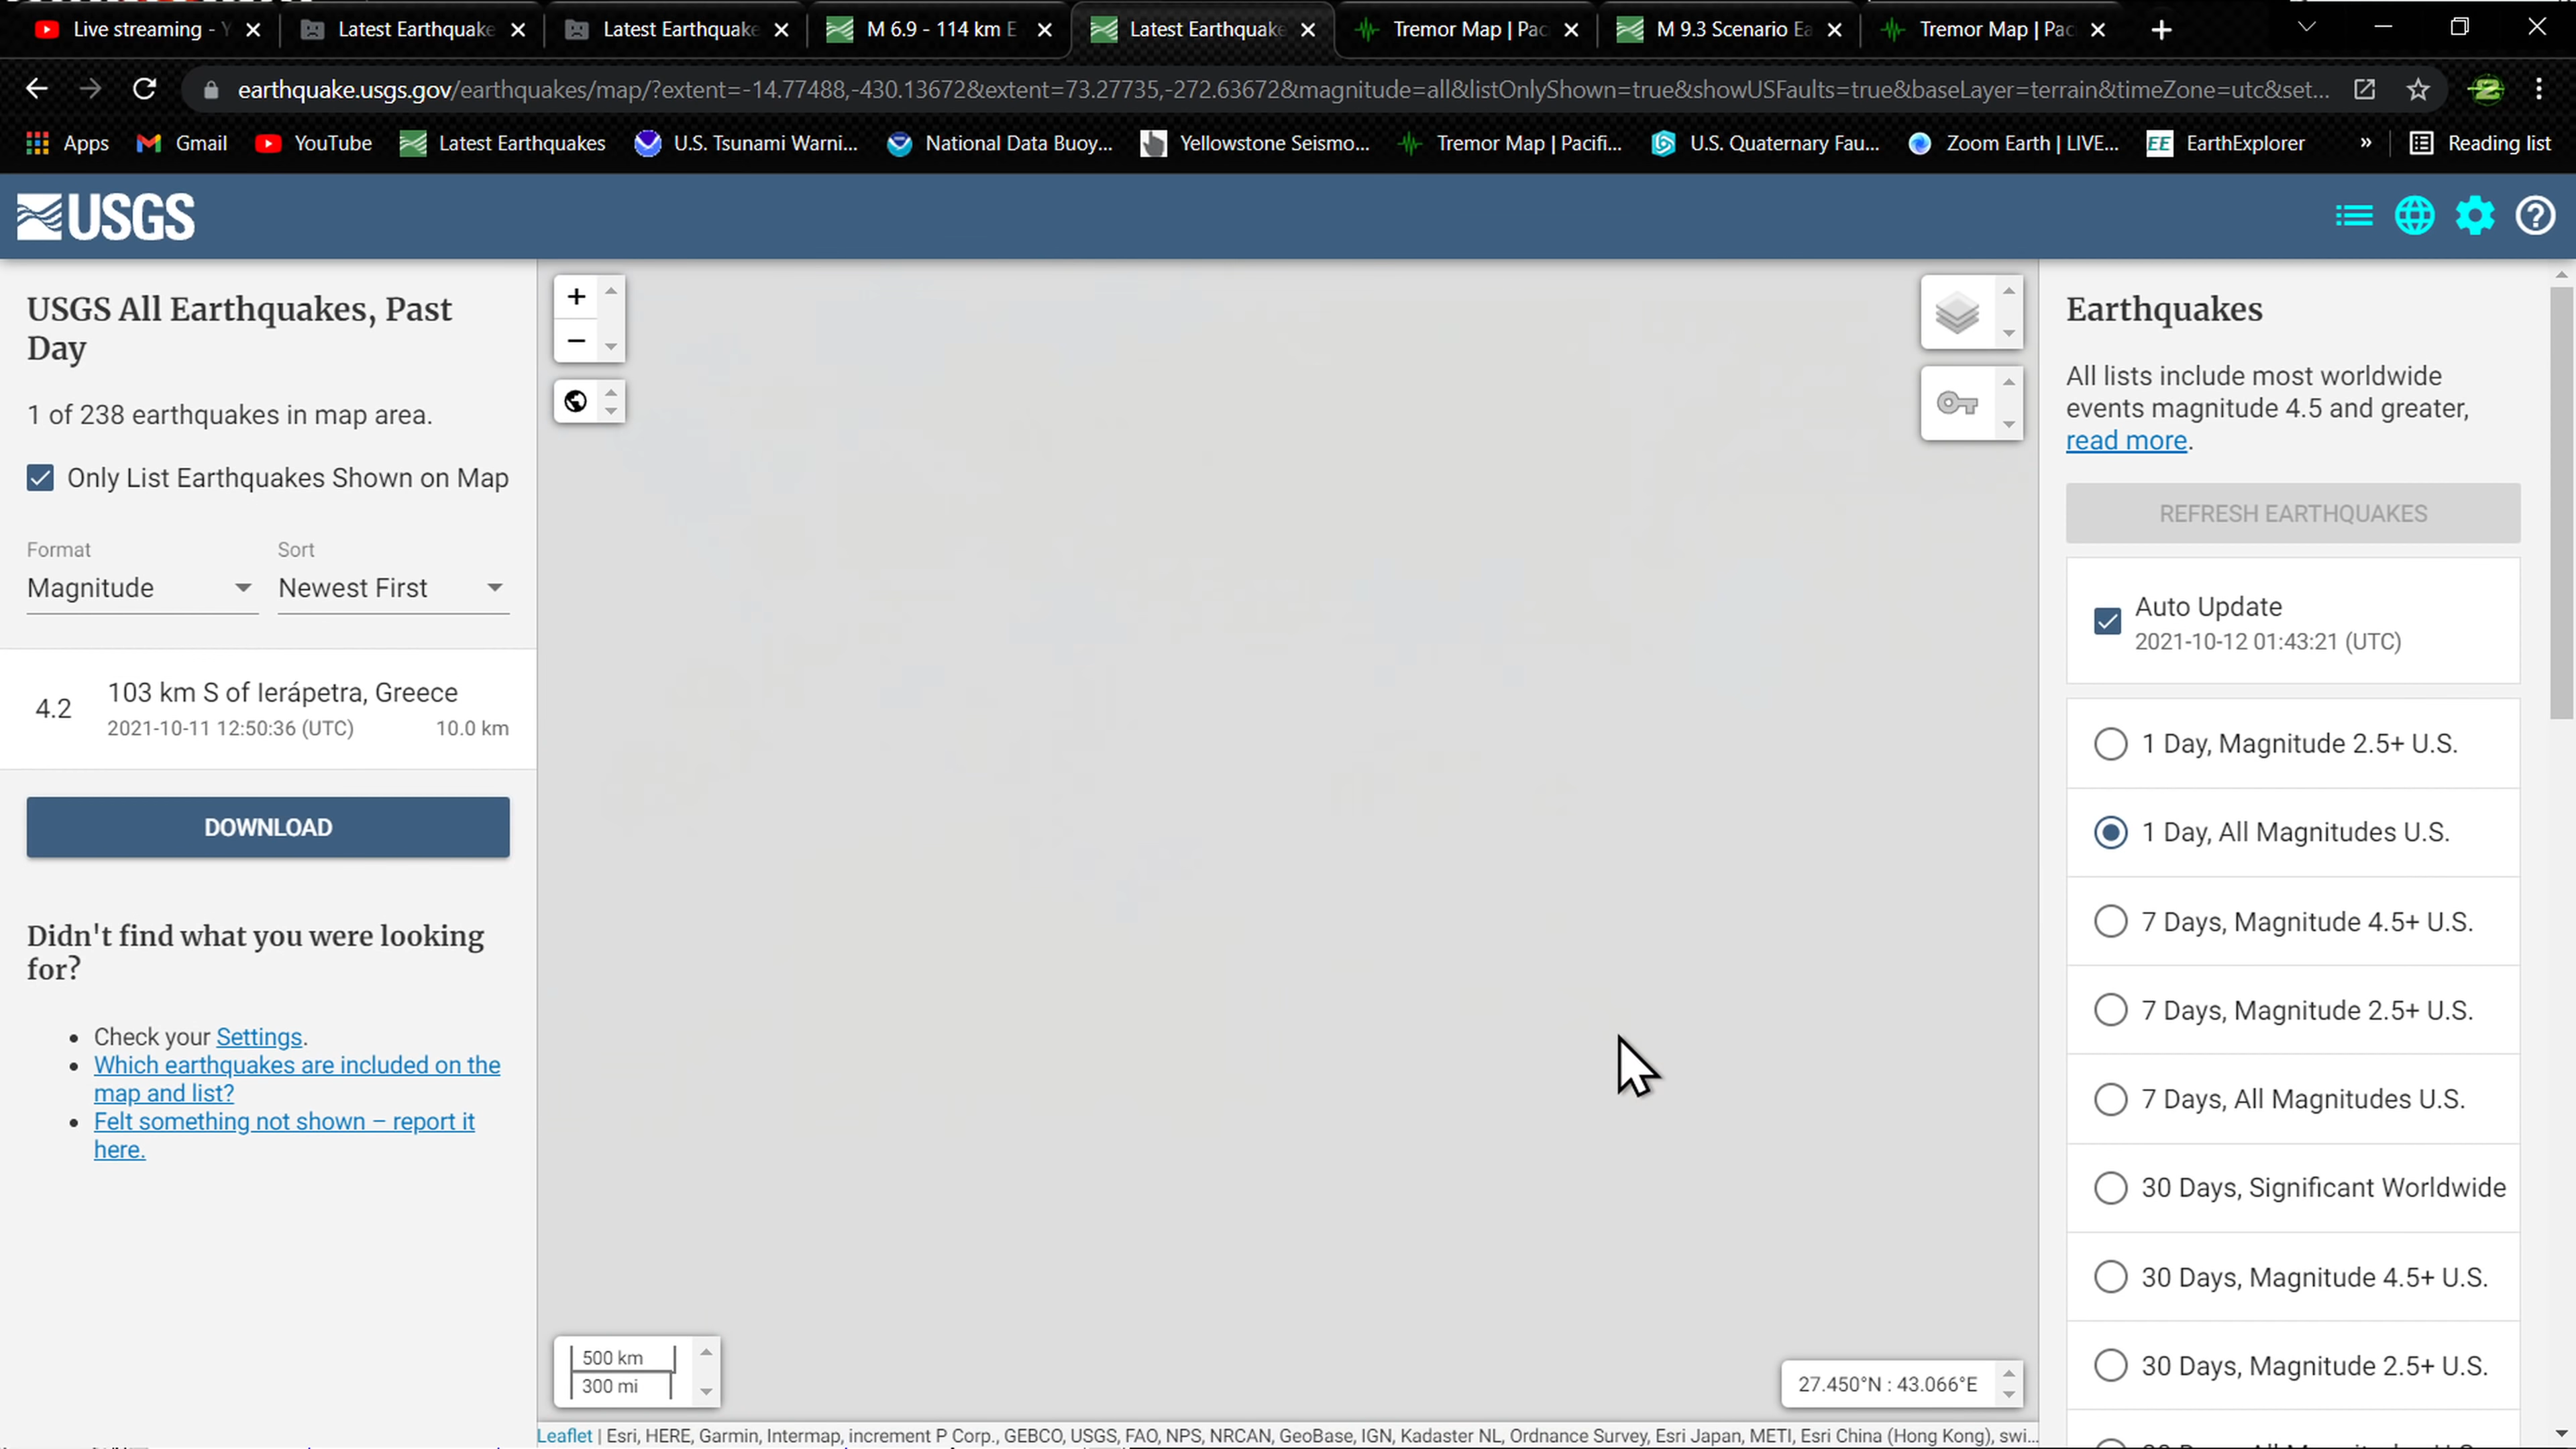 Live streaming - Y
Latest Earthquake
Latest Earthquake
M 6.9 - 114 km E
Latest Earthquake
Tremor Map | Pac
M 9.3 Scenario Ea
Tremor Map | Pac
earthquake.usgs.gov/earthquakes/map/?extent=-14.77488,-430.13672&extent=73.27735,-272.63672&magnitude=all&listOnlyShown=true&showUSFaults=true&baseLayer=terrain&timeZone=utc&set...
Apps
Gmail
YouTube
Latest Earthquakes
U.S. Tsunami Warni...
National Data Buoy...
Yellowstone Seismo...
Tremor Map | Pacifi...
U.S. Quaternary Fau...
Zoom Earth | LIVE...
EE EarthExplorer
»
Reading list
USGS
USGS All Earthquakes, Past
Day
1 of 238 earthquakes in map area.
Only List Earthquakes Shown on Map
Format
Sort
Magnitude
Newest First
4.2
103 km S of Ierápetra, Greece
2021-10-11 12:50:36 (UTC)
10.0 km
DOWNLOAD
Didn't find what you were looking
for?
• Check your Settings.
• Which earthquakes are included on the
map and list?
• Felt something not shown – report it
here.
+
−
500 km
300 mi
27.450°N : 43.066°E
Leaflet | Esri, HERE, Garmin, Intermap, increment P Corp., GEBCO, USGS, FAO, NPS, NRCAN, GeoBase, IGN, Kadaster NL, Ordnance Survey, Esri Japan, METI, Esri China (Hong Kong), swi...
Earthquakes
All lists include most worldwide
events magnitude 4.5 and greater,
read more.
REFRESH EARTHQUAKES
Auto Update
2021-10-12 01:43:21 (UTC)
1 Day, Magnitude 2.5+ U.S.
1 Day, All Magnitudes U.S.
7 Days, Magnitude 4.5+ U.S.
7 Days, Magnitude 2.5+ U.S.
7 Days, All Magnitudes U.S.
30 Days, Significant Worldwide
30 Days, Magnitude 4.5+ U.S.
30 Days, Magnitude 2.5+ U.S.